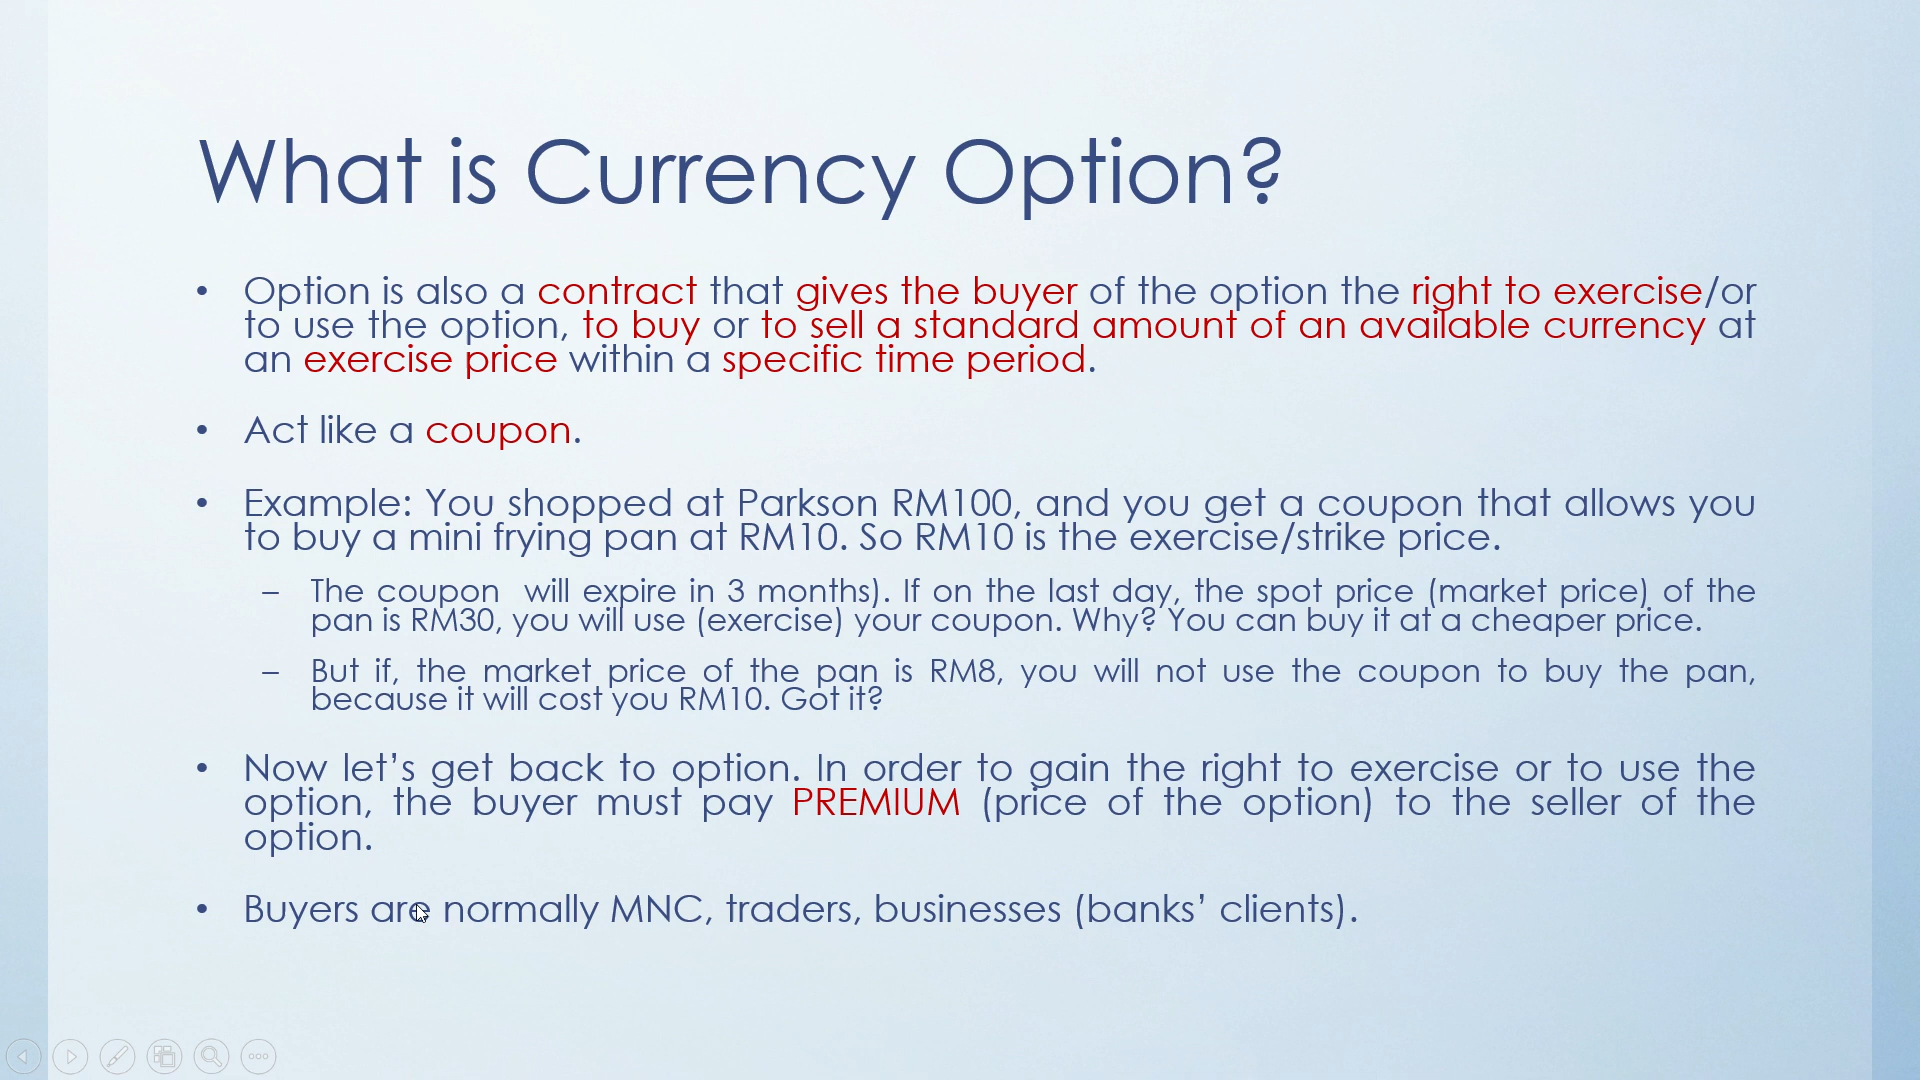 What is Currency Option?
• Option is also a contract that gives the buyer of the option the right to exercise/or
to use the option, to buy or to sell a standard amount of an available currency at
an exercise price within a specific time period.
• Act like a coupon.
• Example: You shopped at Parkson RM100, and you get a coupon that allows you
to buy a mini frying pan at RM10. So RM10 is the exercise/strike price.
– The coupon  will expire in 3 months). If on the last day, the spot price (market price) of the
pan is RM30, you will use (exercise) your coupon. Why? You can buy it at a cheaper price.
– But if, the market price of the pan is RM8, you will not use the coupon to buy the pan,
because it will cost you RM10. Got it?
• Now let’s get back to option. In order to gain the right to exercise or to use the
option, the buyer must pay PREMIUM (price of the option) to the seller of the
option.
• Buyers are normally MNC, traders, businesses (banks’ clients).